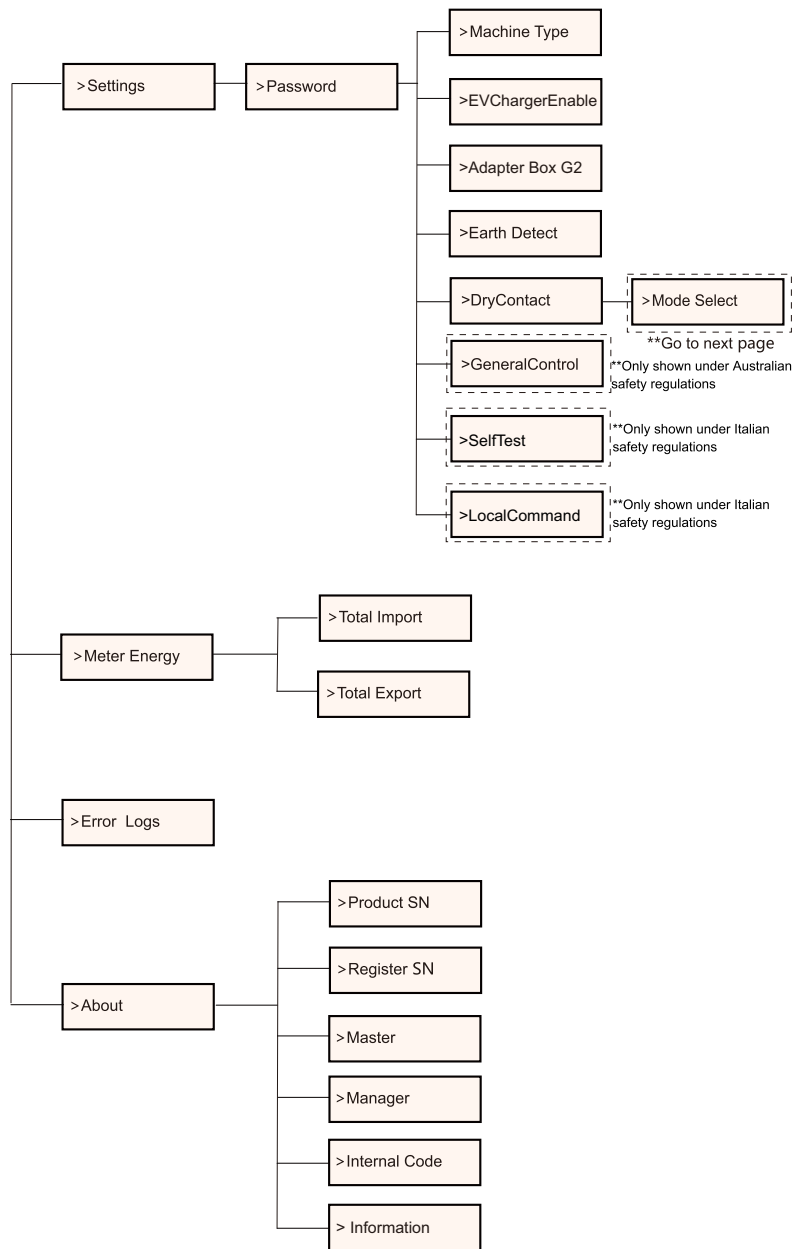 >Machine Type
>Settings
>Password
>EVChargerEnable
>Adapter Box G2
>Earth Detect
>DryContact
>Mode Select
**Go to next page
>GeneralControl
**Only shown under Australian
safety regulations
>SelfTest
**Only shown under Italian
safety regulations
>LocalCommand
**Only shown under Italian
safety regulations
>Total Import
>Meter Energy
>Total Export
>Error Logs
>Product SN
>Register SN
>About
>Master
>Manager
>Internal Code
> Information